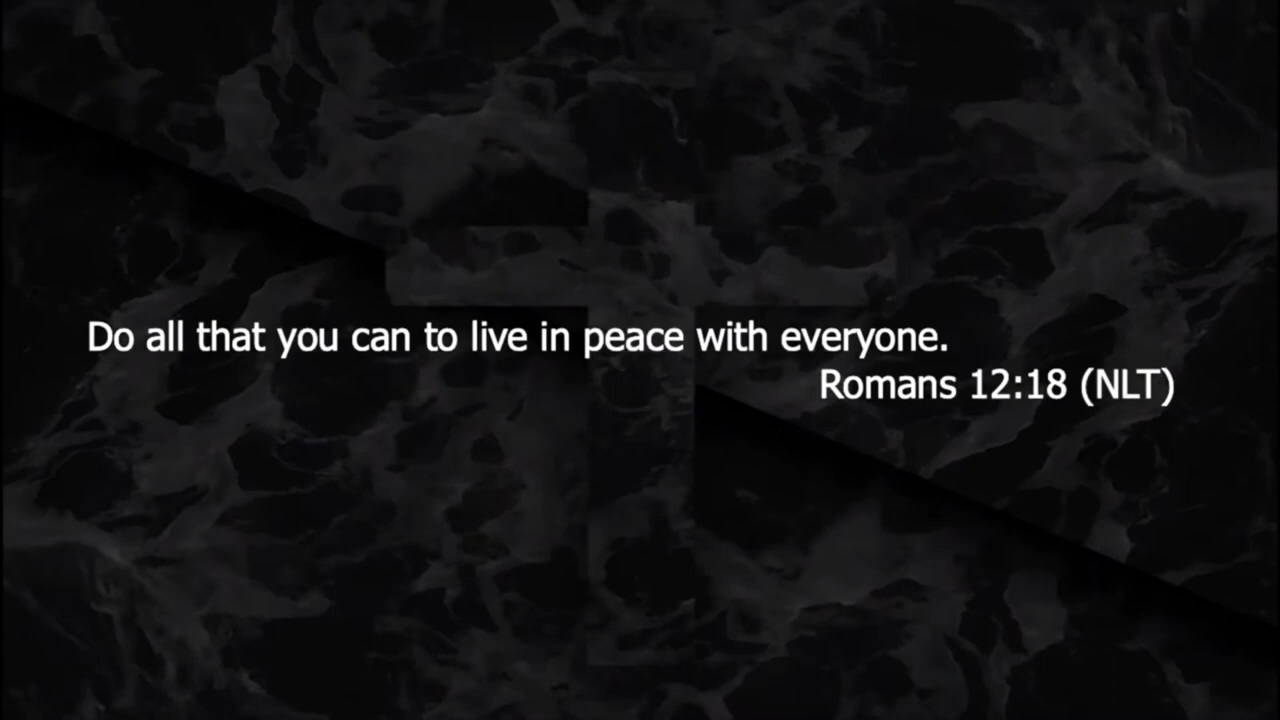 Do all that you can to live in peace with everyone.
Romans 12:18 (NLT)